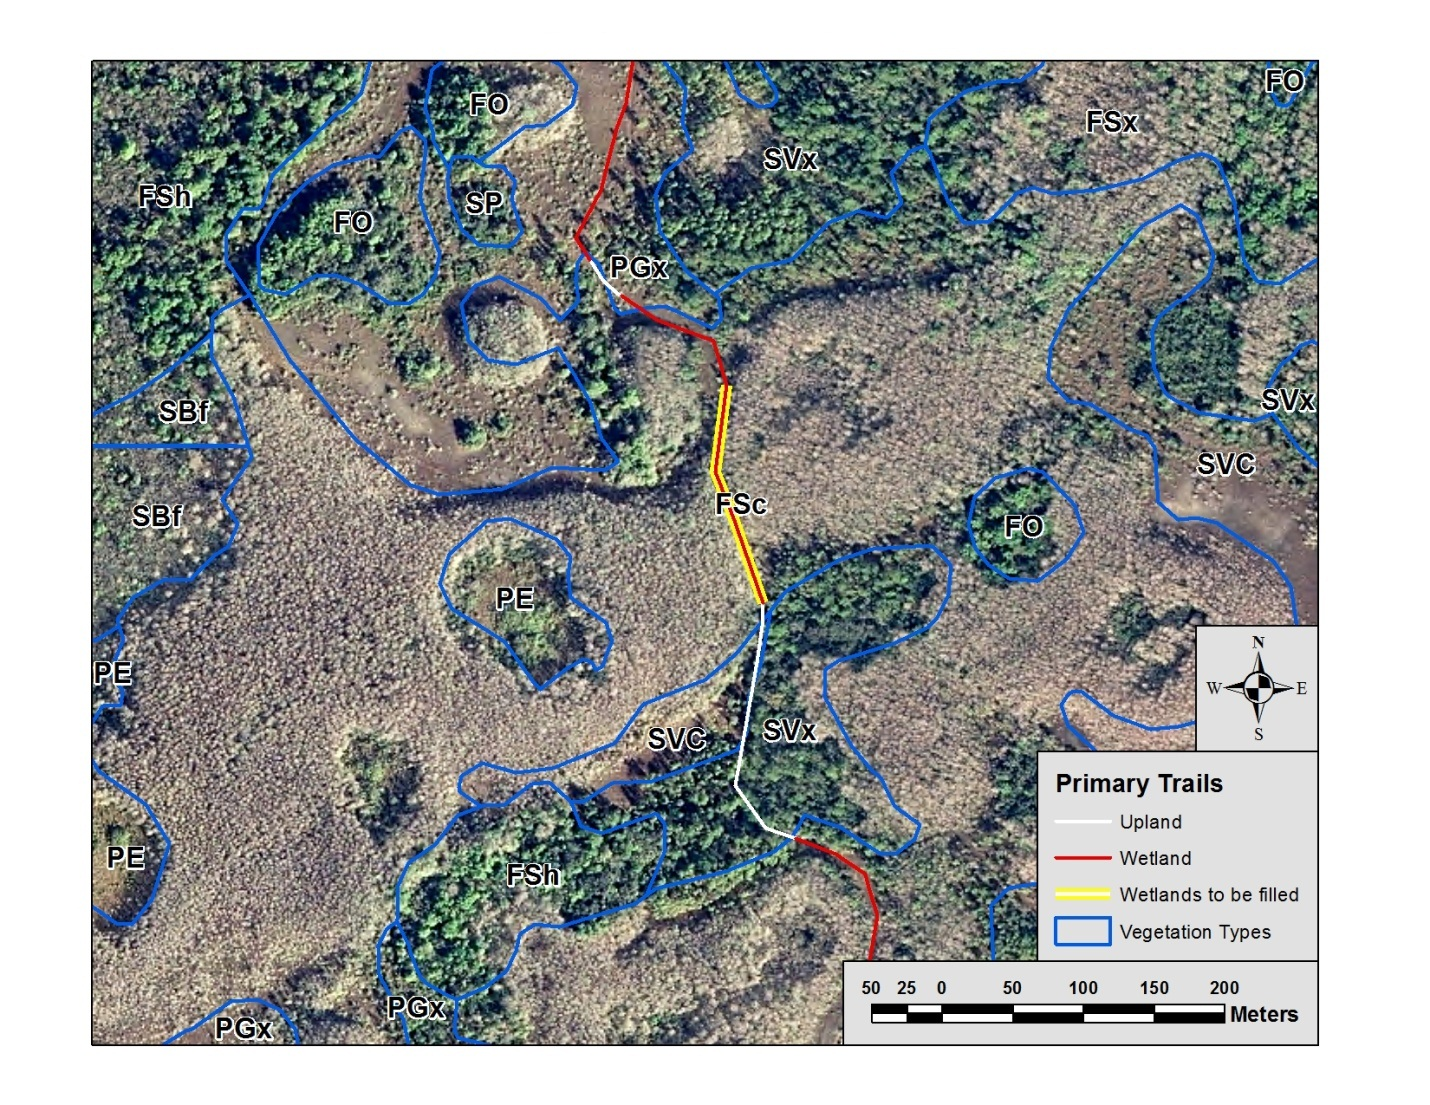 FO
FO
FSx
SVx
FSh
SP
FO
PGx
SVx
SBf
SVC
FSc
SBf
FO
PE
N
W E
S
PE
SVC
SVx
Primary Trails
Upland
Wetland
Wetlands to be filled
Vegetation Types
PE
FSh
50 25 0 50 100 150 200
Meters
PGx
PGx